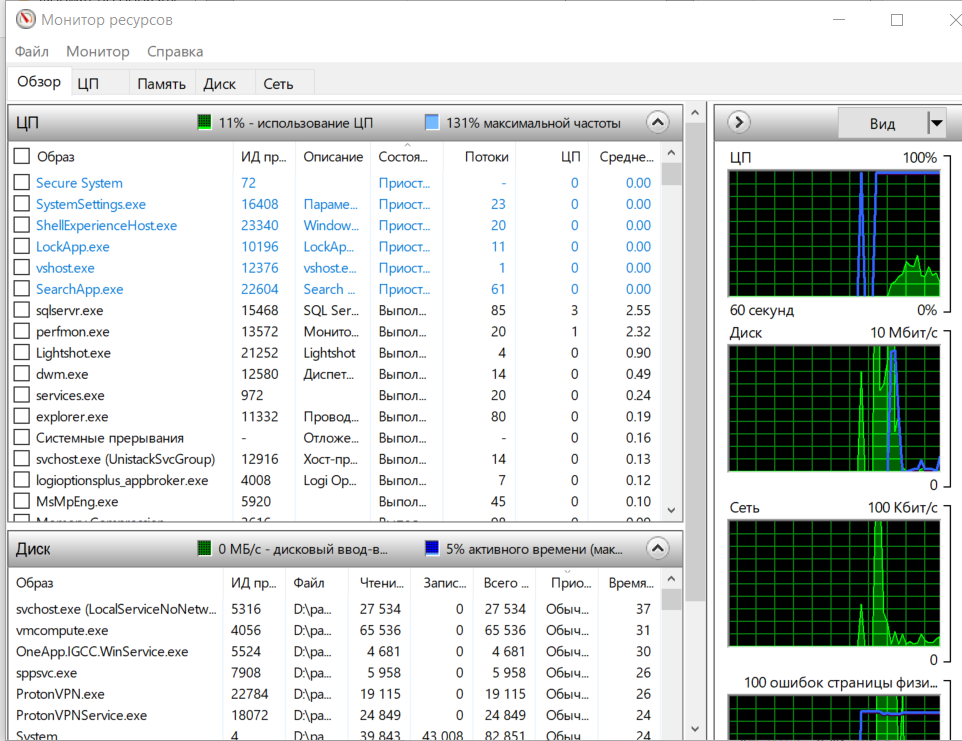 Монитор ресурсов
Файл Монитор Справка
Обзор ЦП Память Диск Сеть
ЦП 11% - использование ЦП 131% максимальной частоты
Образ ИД пр... Описание Состоя... Потоки ЦП Средне...
Secure System 72 Приост... - 0 0.00
SystemSettings.exe 16408 Параме... Приост... 23 0 0.00
ShellExperienceHost.exe 23340 Window... Приост... 20 0 0.00
LockApp.exe 10196 LockAp... Приост... 11 0 0.00
vshost.exe 12376 vshost.e... Приост... 1 0 0.00
SearchApp.exe 22604 Search ... Приост... 61 0 0.00
sqlservr.exe 15468 SQL Ser... Выпол... 85 3 2.55
perfmon.exe 13572 Монито... Выпол... 20 1 2.32
Lightshot.exe 21252 Lightshot Выпол... 4 0 0.90
dwm.exe 12580 Диспет... Выпол... 14 0 0.49
services.exe 972 Выпол... 20 0 0.24
explorer.exe 11332 Провод... Выпол... 80 0 0.19
Системные прерывания - Отложе... Выпол... - 0 0.16
svchost.exe (UnistackSvcGroup) 12916 Хост-пр... Выпол... 14 0 0.13
logioptionsplus_appbroker.exe 4008 Logi Op... Выпол... 7 0 0.12
MsMpEng.exe 5920 Выпол... 45 0 0.10
Диск 0 МБ/с - дисковый ввод-в... 5% активного времени (мак...
Образ ИД пр... Файл Чтени... Запис... Всего ... Прио... Время...
svchost.exe (LocalServiceNoNetw... 5316 D:\pa... 27 534 0 27 534 Обыч... 37
vmcompute.exe 4056 D:\pa... 65 536 0 65 536 Обыч... 31
OneApp.IGCC.WinService.exe 5524 D:\pa... 4 681 0 4 681 Обыч... 30
sppsvc.exe 7908 D:\pa... 5 958 0 5 958 Обыч... 26
ProtonVPN.exe 22784 D:\pa... 19 115 0 19 115 Обыч... 26
ProtonVPNService.exe 18072 D:\pa... 24 849 0 24 849 Обыч... 24
System 4 D:\pa... 39 843 43 008 82 851 Обыч... 24
Вид
ЦП 100%
60 секунд 0%
Диск 10 Мбит/с
0
Сеть 100 Кбит/с
0
100 ошибок страницы физи...